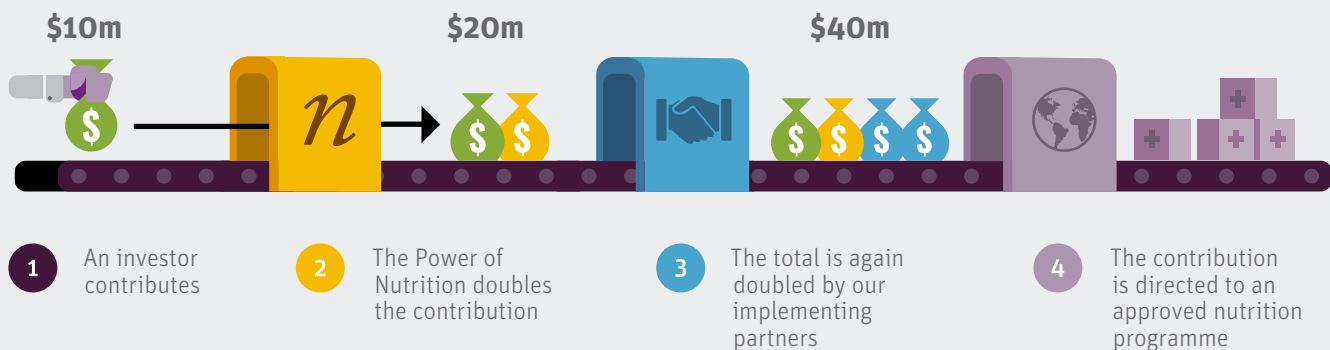 $10m
$20m
$40m
$
n
$ $
$ $ $ $
1
An investor
contributes
2
The Power of
Nutrition doubles
the contribution
3
The total is again
doubled by our
implementing
partners
4
The contribution
is directed to an
approved nutrition
programme